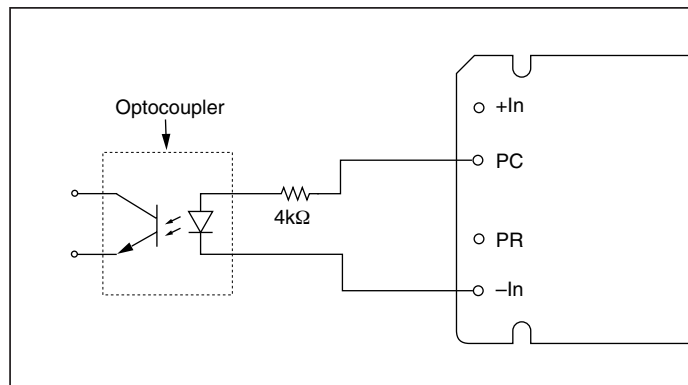 Optocoupler
4kΩ
+In
PC
PR
–In